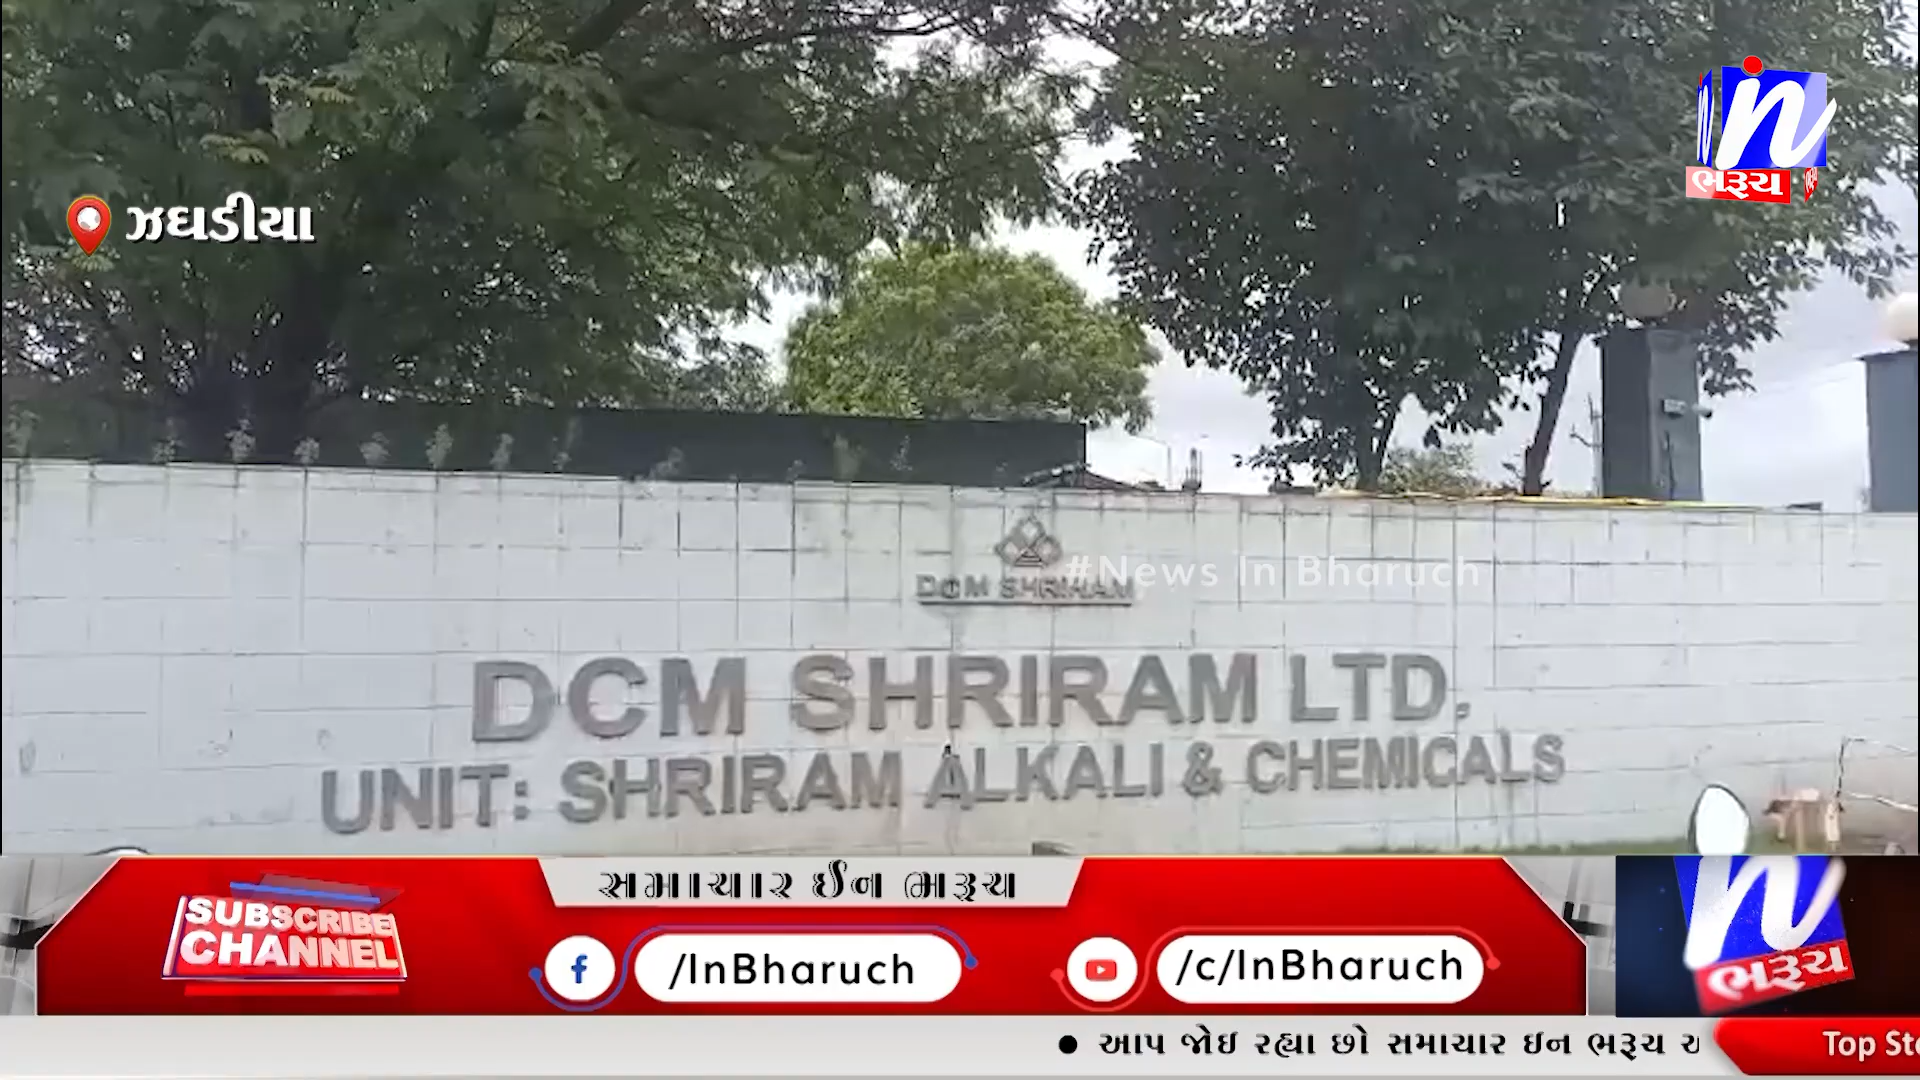 ભરૂચ
ઝઘડીયા
DCM SHRIRAM
#News In Bharuch
DCM SHRIRAM LTD.
UNIT: SHRIRAM ALKALI & CHEMICALS
સમાચાર ઈન ભરૂચ
SUBSCRIBE
CHANNEL
/InBharuch
/c/InBharuch
ભરૂચ
● આપ જોઇ રહ્યા છો સમાચાર ઇન ભરૂચ
Top